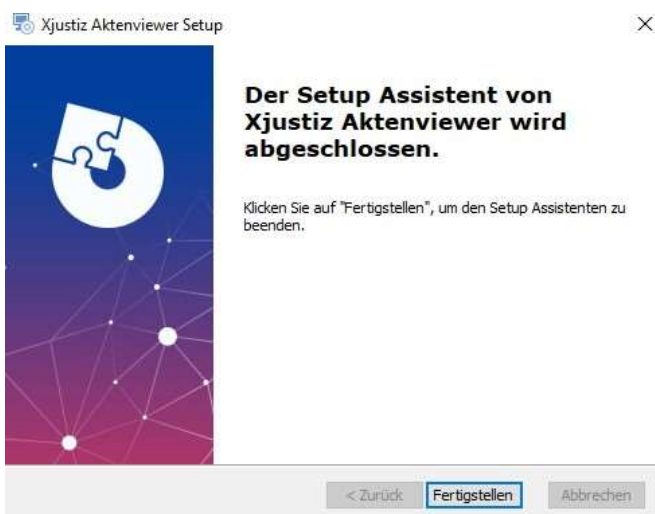 Xjustiz Aktenviewer Setup
Der Setup Assistent von
Xjustiz Aktenviewer wird
abgeschlossen.
Klicken Sie auf "Fertigstellen", um den Setup Assistenten zu
beenden.
< Zurück Fertigstellen Abbrechen